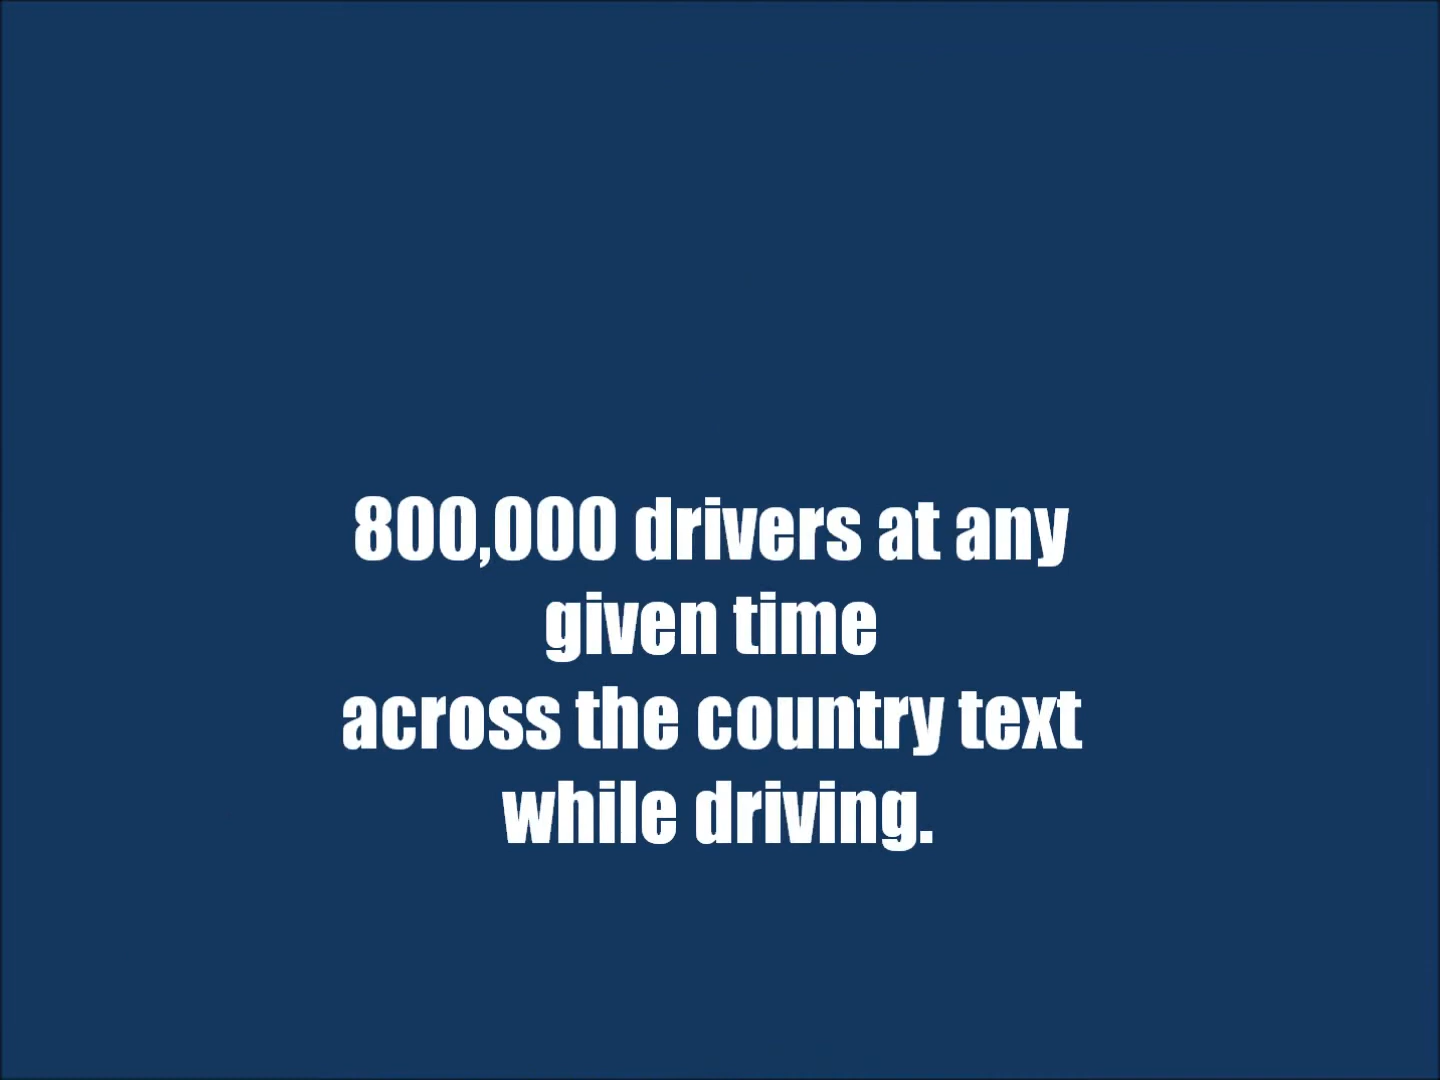 800,000 drivers at any
given time
across the country text
while driving.